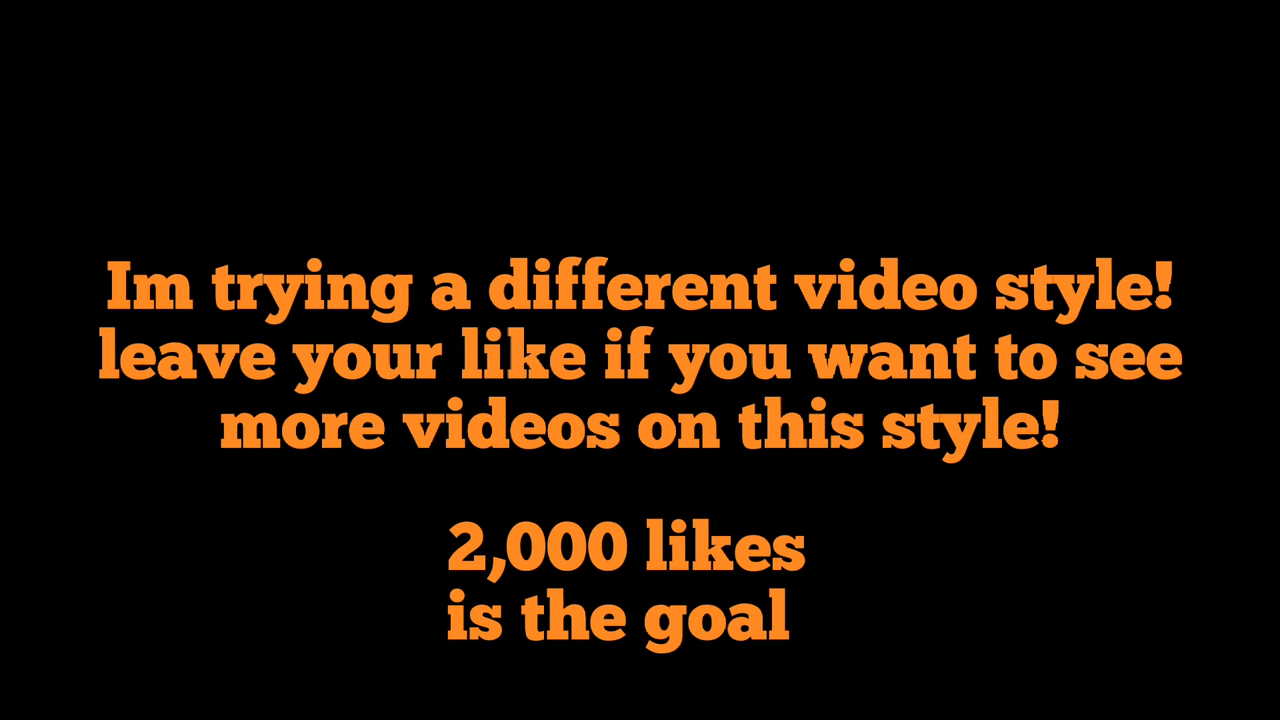 Im trying a different video style!
leave your like if you want to see
more videos on this style!
2,000 likes
is the goal